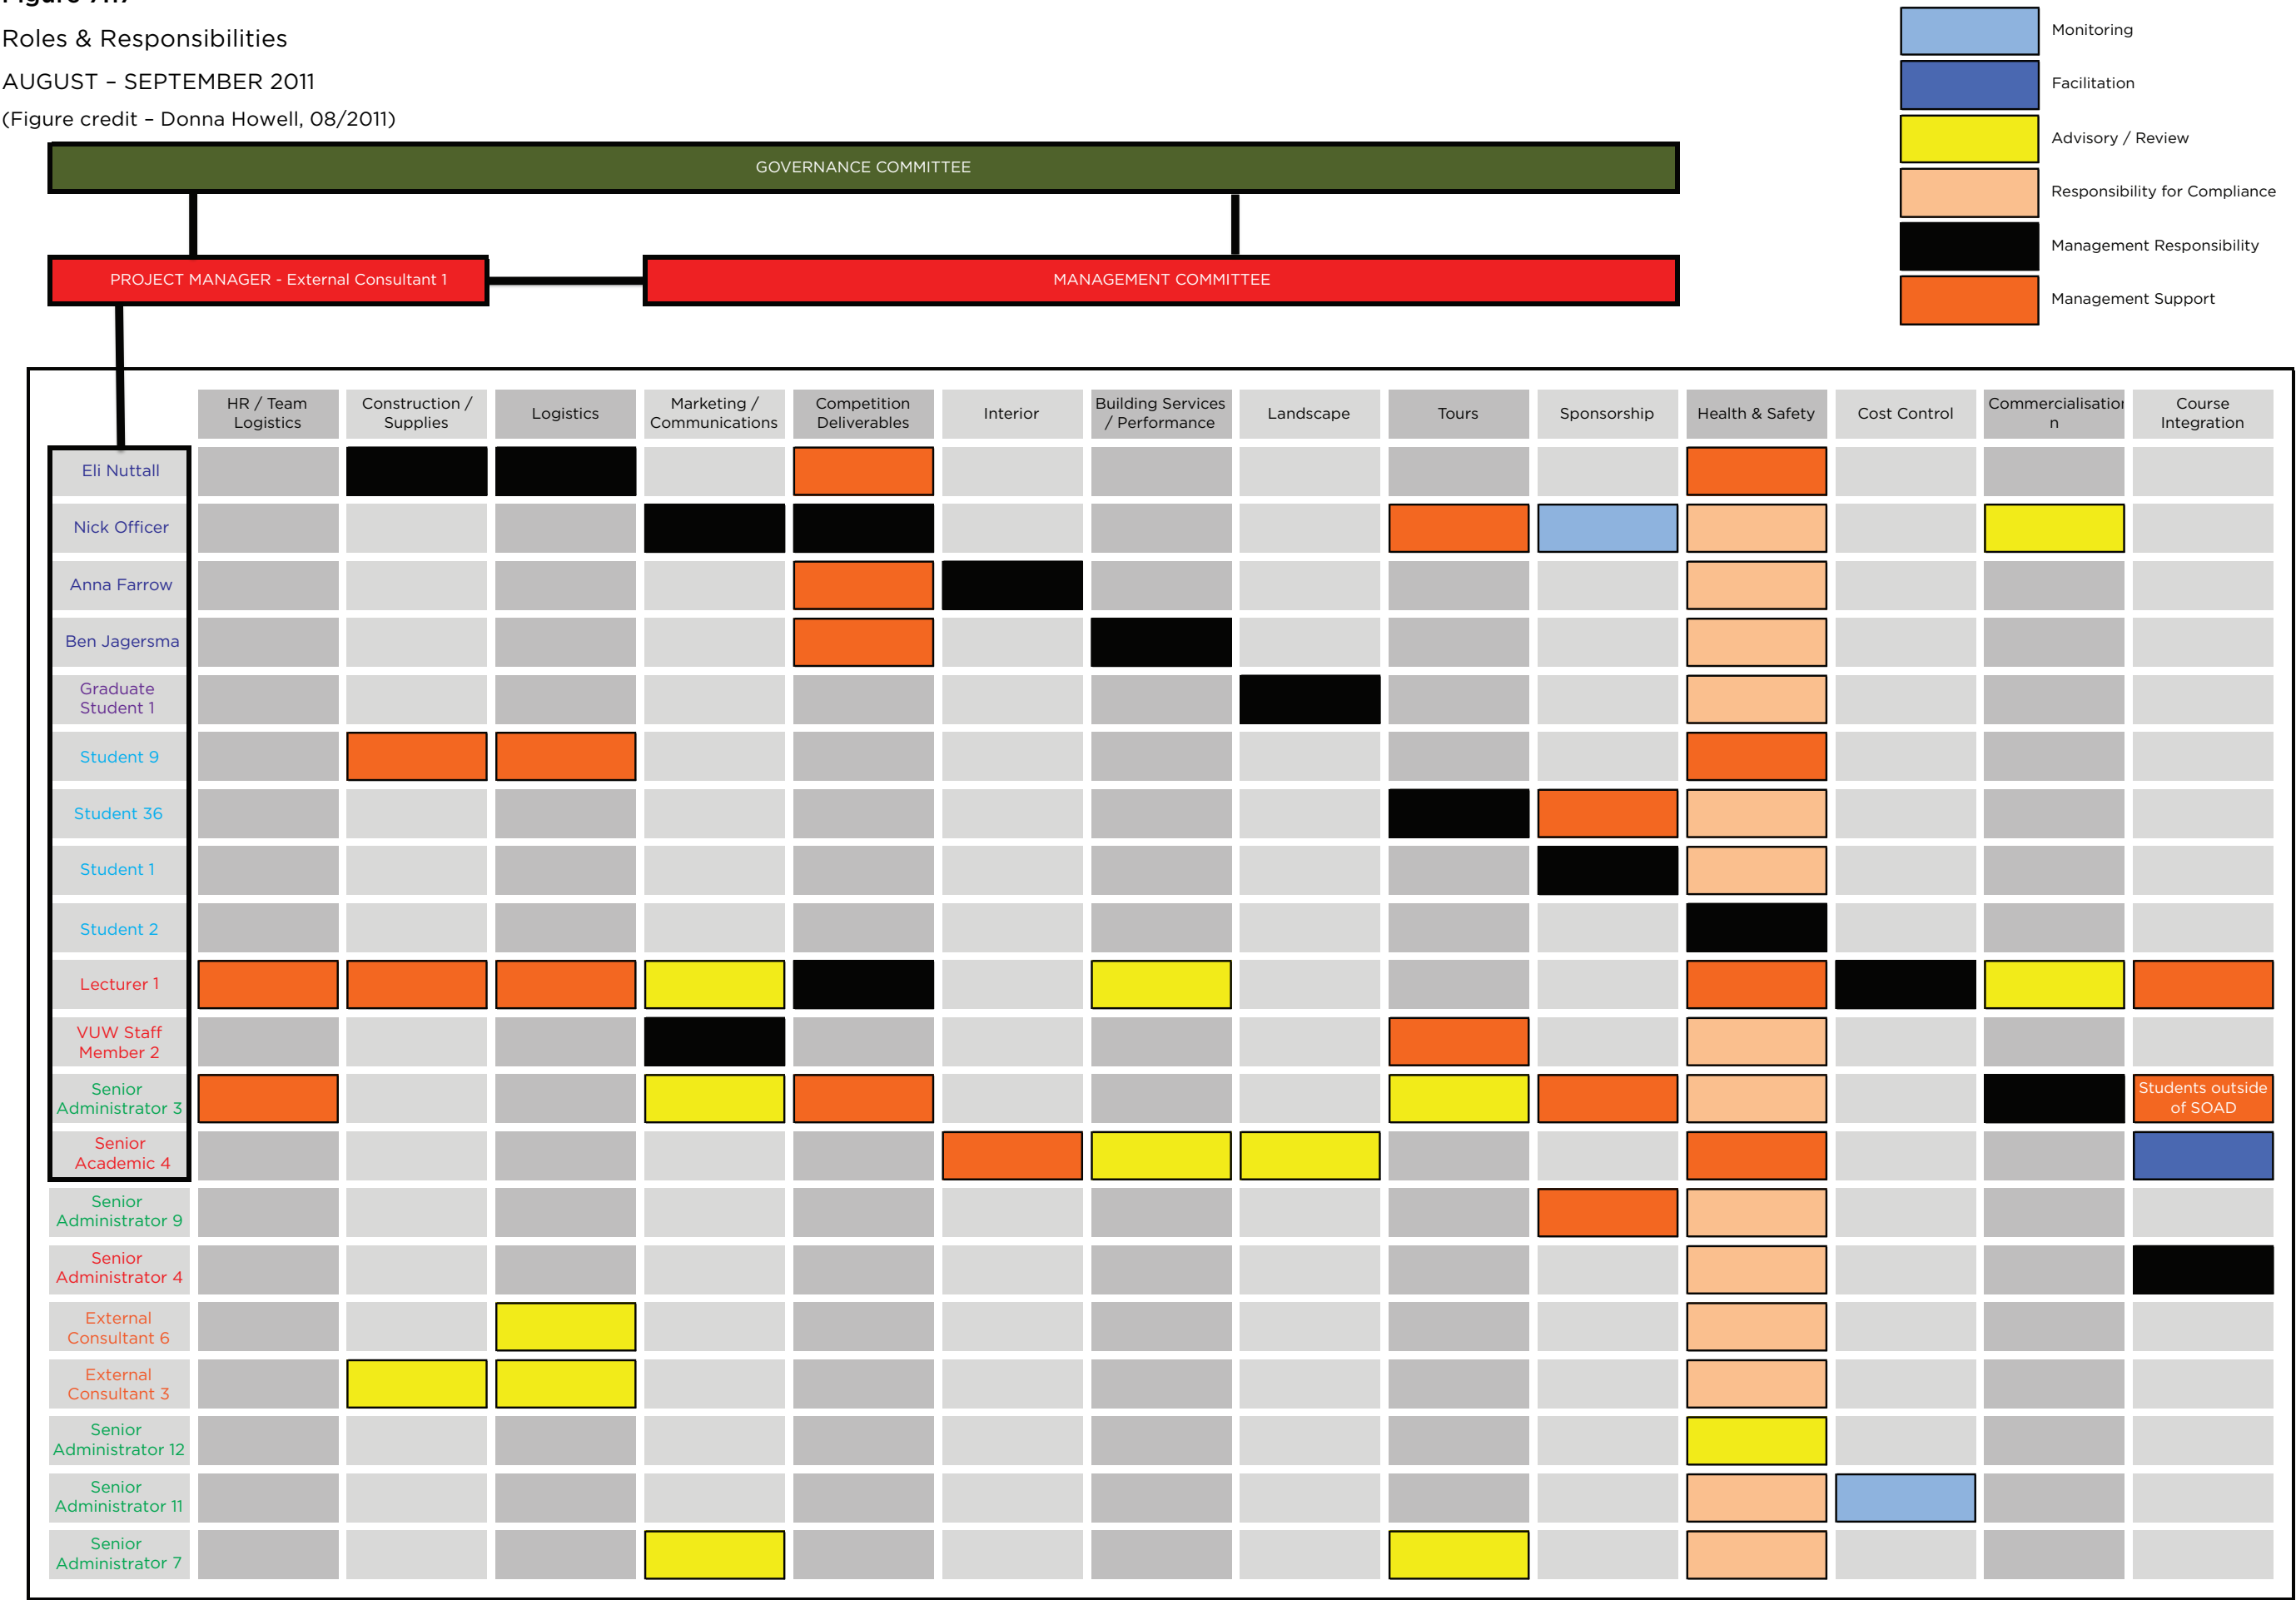 Roles & Responsibilities
AUGUST – SEPTEMBER 2011
(Figure credit – Donna Howell, 08/2011)
Monitoring
Facilitation
Advisory / Review
Responsibility for Compliance
Management Responsibility
Management Support
GOVERNANCE COMMITTEE
PROJECT MANAGER - External Consultant 1
MANAGEMENT COMMITTEE
HR / Team
Logistics
Construction /
Supplies
Logistics
Marketing /
Communications
Competition
Deliverables
Interior
Building Services
/ Performance
Landscape
Tours
Sponsorship
Health & Safety
Cost Control
Commercialisation
n
Course
Integration
Eli Nuttall
Nick Officer
Anna Farrow
Ben Jagersma
Graduate
Student 1
Student 9
Student 36
Student 1
Student 2
Lecturer 1
VUW Staff
Member 2
Senior
Administrator 3
Students outside
of SOAD
Senior
Academic 4
Senior
Administrator 9
Senior
Administrator 4
External
Consultant 6
External
Consultant 3
Senior
Administrator 12
Senior
Administrator 11
Senior
Administrator 7